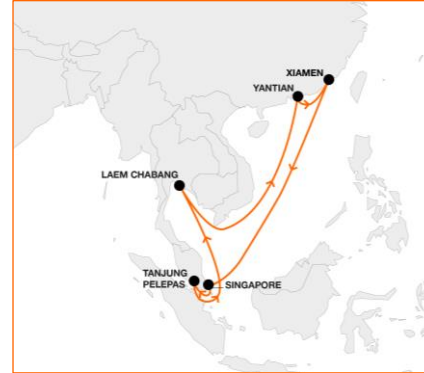 XIAMEN
YANTIAN
LAEM CHABANG
TANJUNG
PELEPAS
SINGAPORE